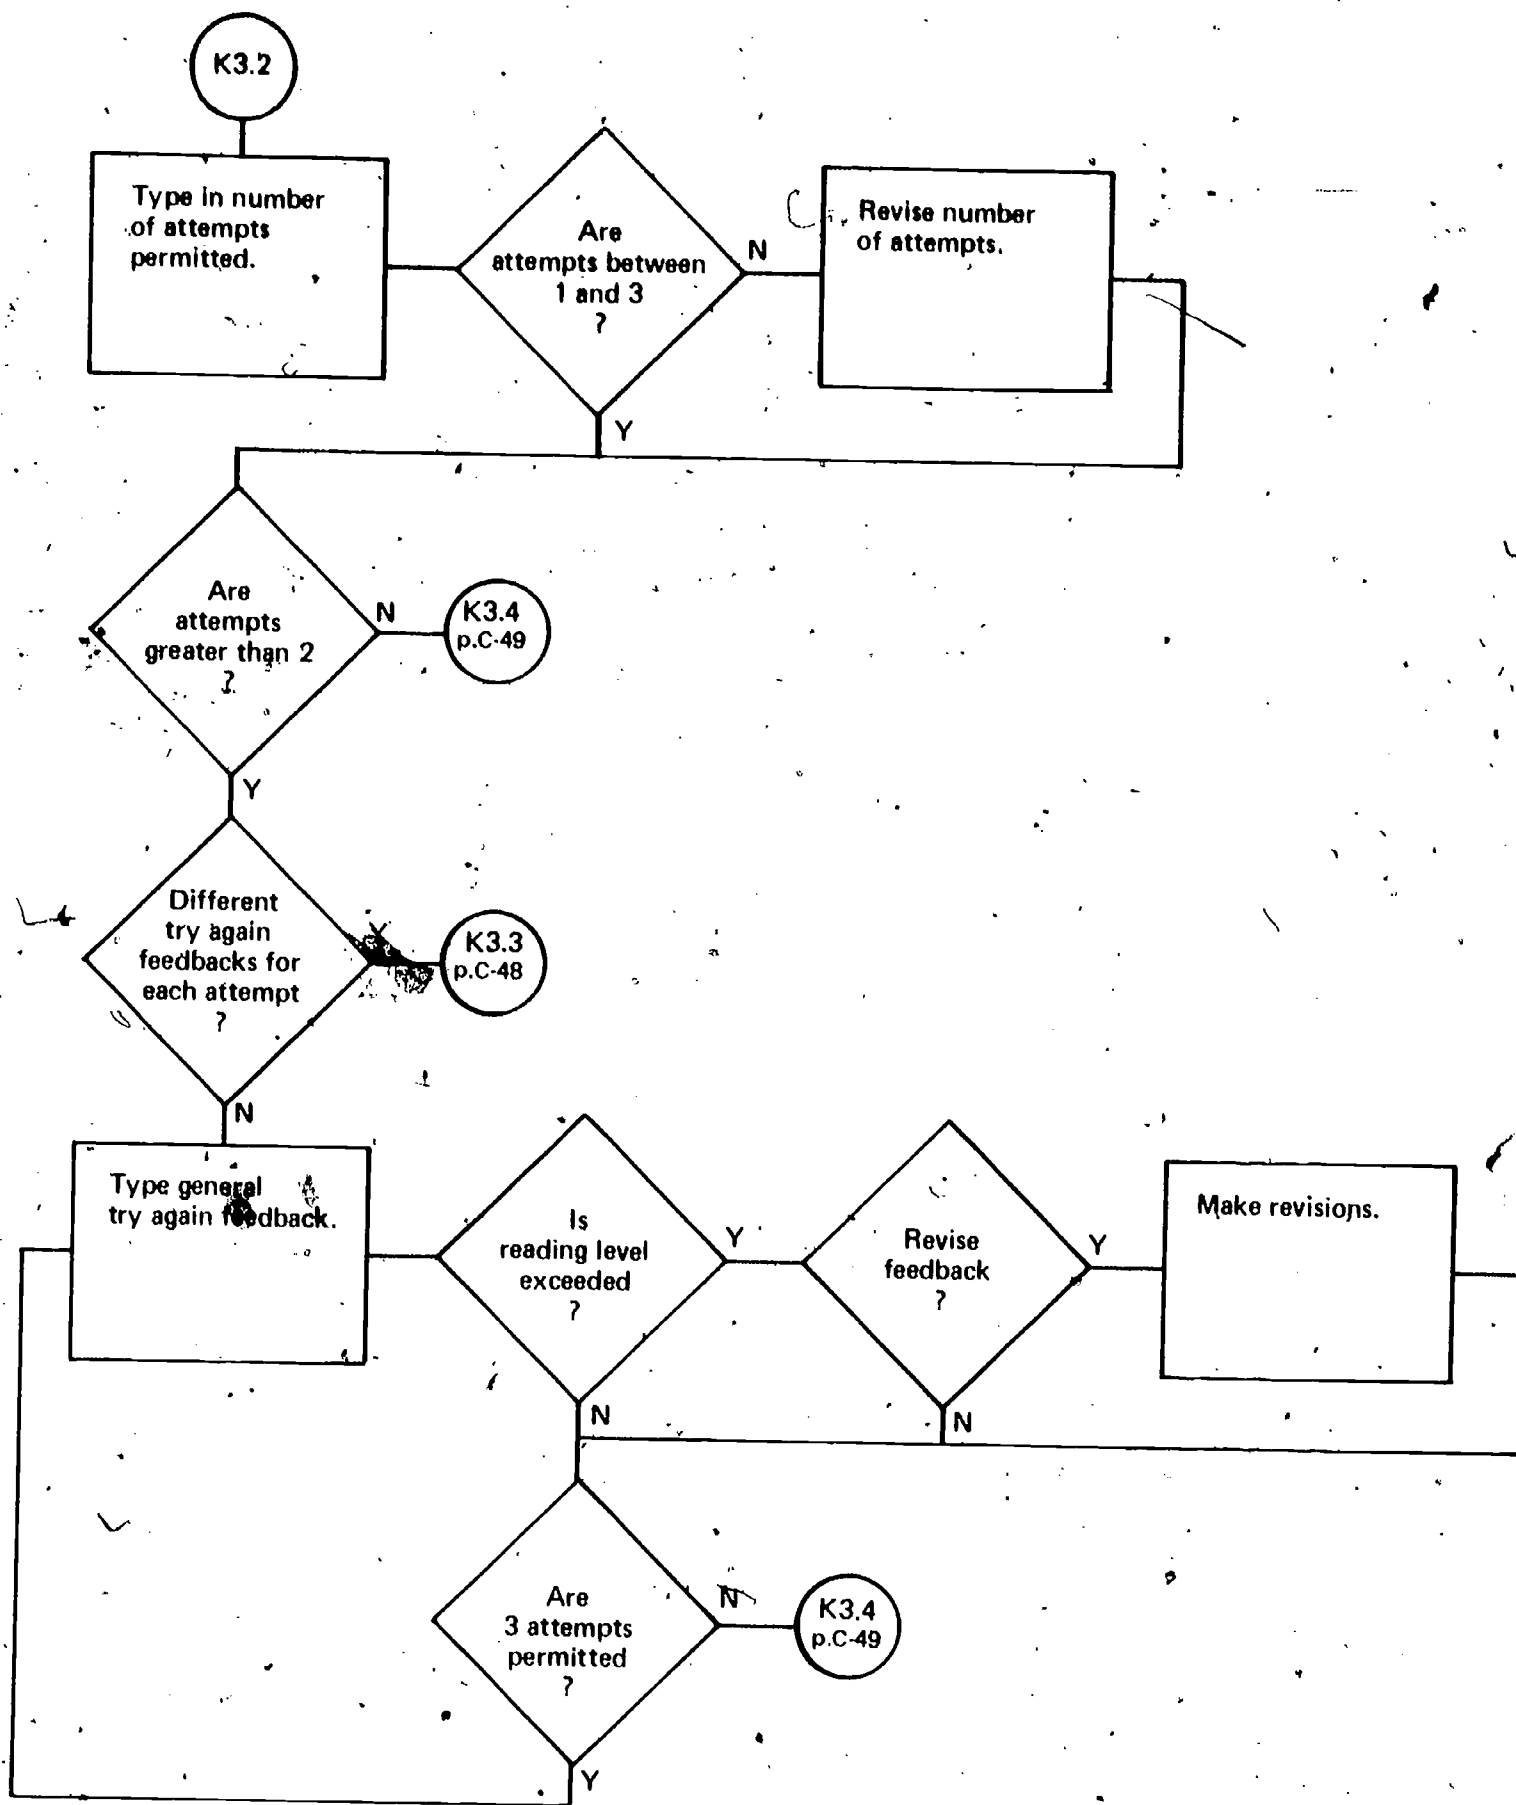 K3.2
Type in number
of attempts
permitted.
Are
attempts between
1 and 3
?
N
Revise number
of attempts.
Y
Are
attempts
greater than 2
?
N
K3.4
p.C-49
Y
Different
try again
feedbacks for
each attempt
?
Y
K3.3
p.C-48
N
Type general
try again feedback.
Is
reading level
exceeded
?
Y
Revise
feedback
?
Y
Make revisions.
N
N
Are
3 attempts
permitted
?
N
K3.4
p.C-49
Y